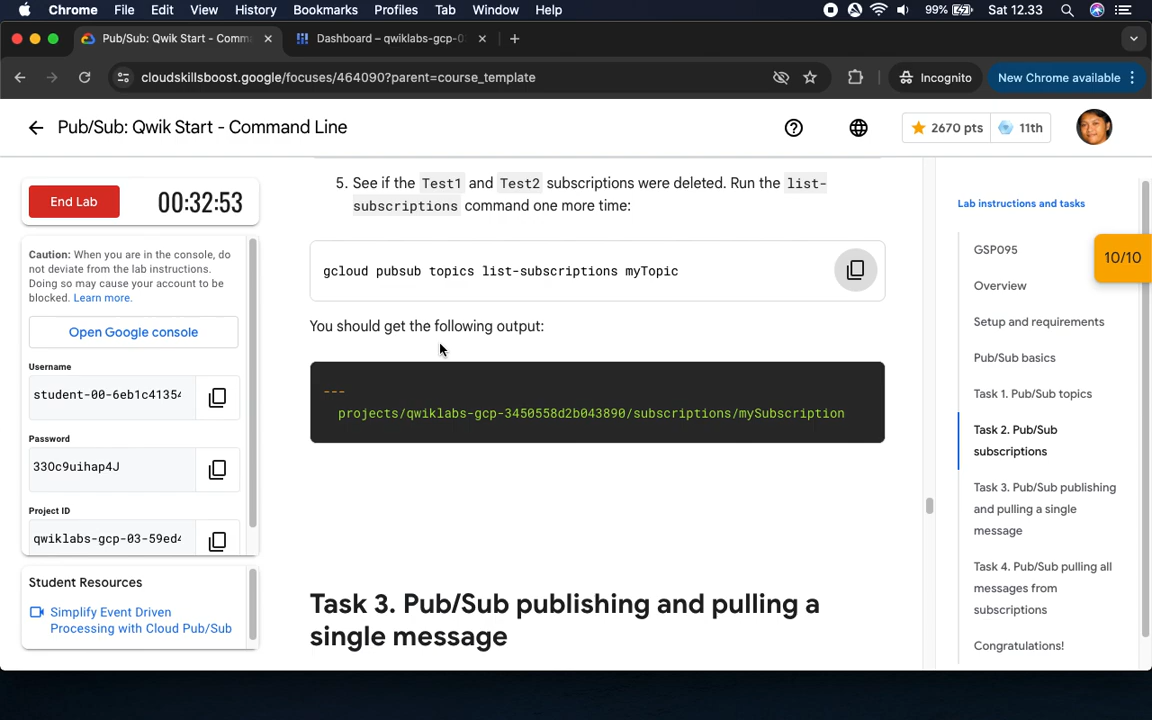 Chrome File Edit View History Bookmarks Profiles Tab Window Help 99% Sat 12.33
Pub/Sub: Qwik Start - Comma
Dashboard – qwiklabs-gcp-0
cloudskillsboost.google/focuses/464090?parent=course_template
Incognito
New Chrome available
Pub/Sub: Qwik Start - Command Line
2670 pts
11th
End Lab
00:32:53
Caution: When you are in the console, do
not deviate from the lab instructions.
Doing so may cause your account to be
blocked. Learn more.
Open Google console
Username
student-00-6eb1c41354
Password
33Oc9uihap4J
Project ID
qwiklabs-gcp-03-59ed4
Student Resources
Simplify Event Driven
Processing with Cloud Pub/Sub
5. See if the Test1 and Test2 subscriptions were deleted. Run the list-
subscriptions command one more time:
gcloud pubsub topics list-subscriptions myTopic
You should get the following output:
---
projects/qwiklabs-gcp-3450558d2b043890/subscriptions/mySubscription
Task 3. Pub/Sub publishing and pulling a
single message
Lab instructions and tasks
GSP095
10/10
Overview
Setup and requirements
Pub/Sub basics
Task 1. Pub/Sub topics
Task 2. Pub/Sub
subscriptions
Task 3. Pub/Sub publishing
and pulling a single
message
Task 4. Pub/Sub pulling all
messages from
subscriptions
Congratulations!